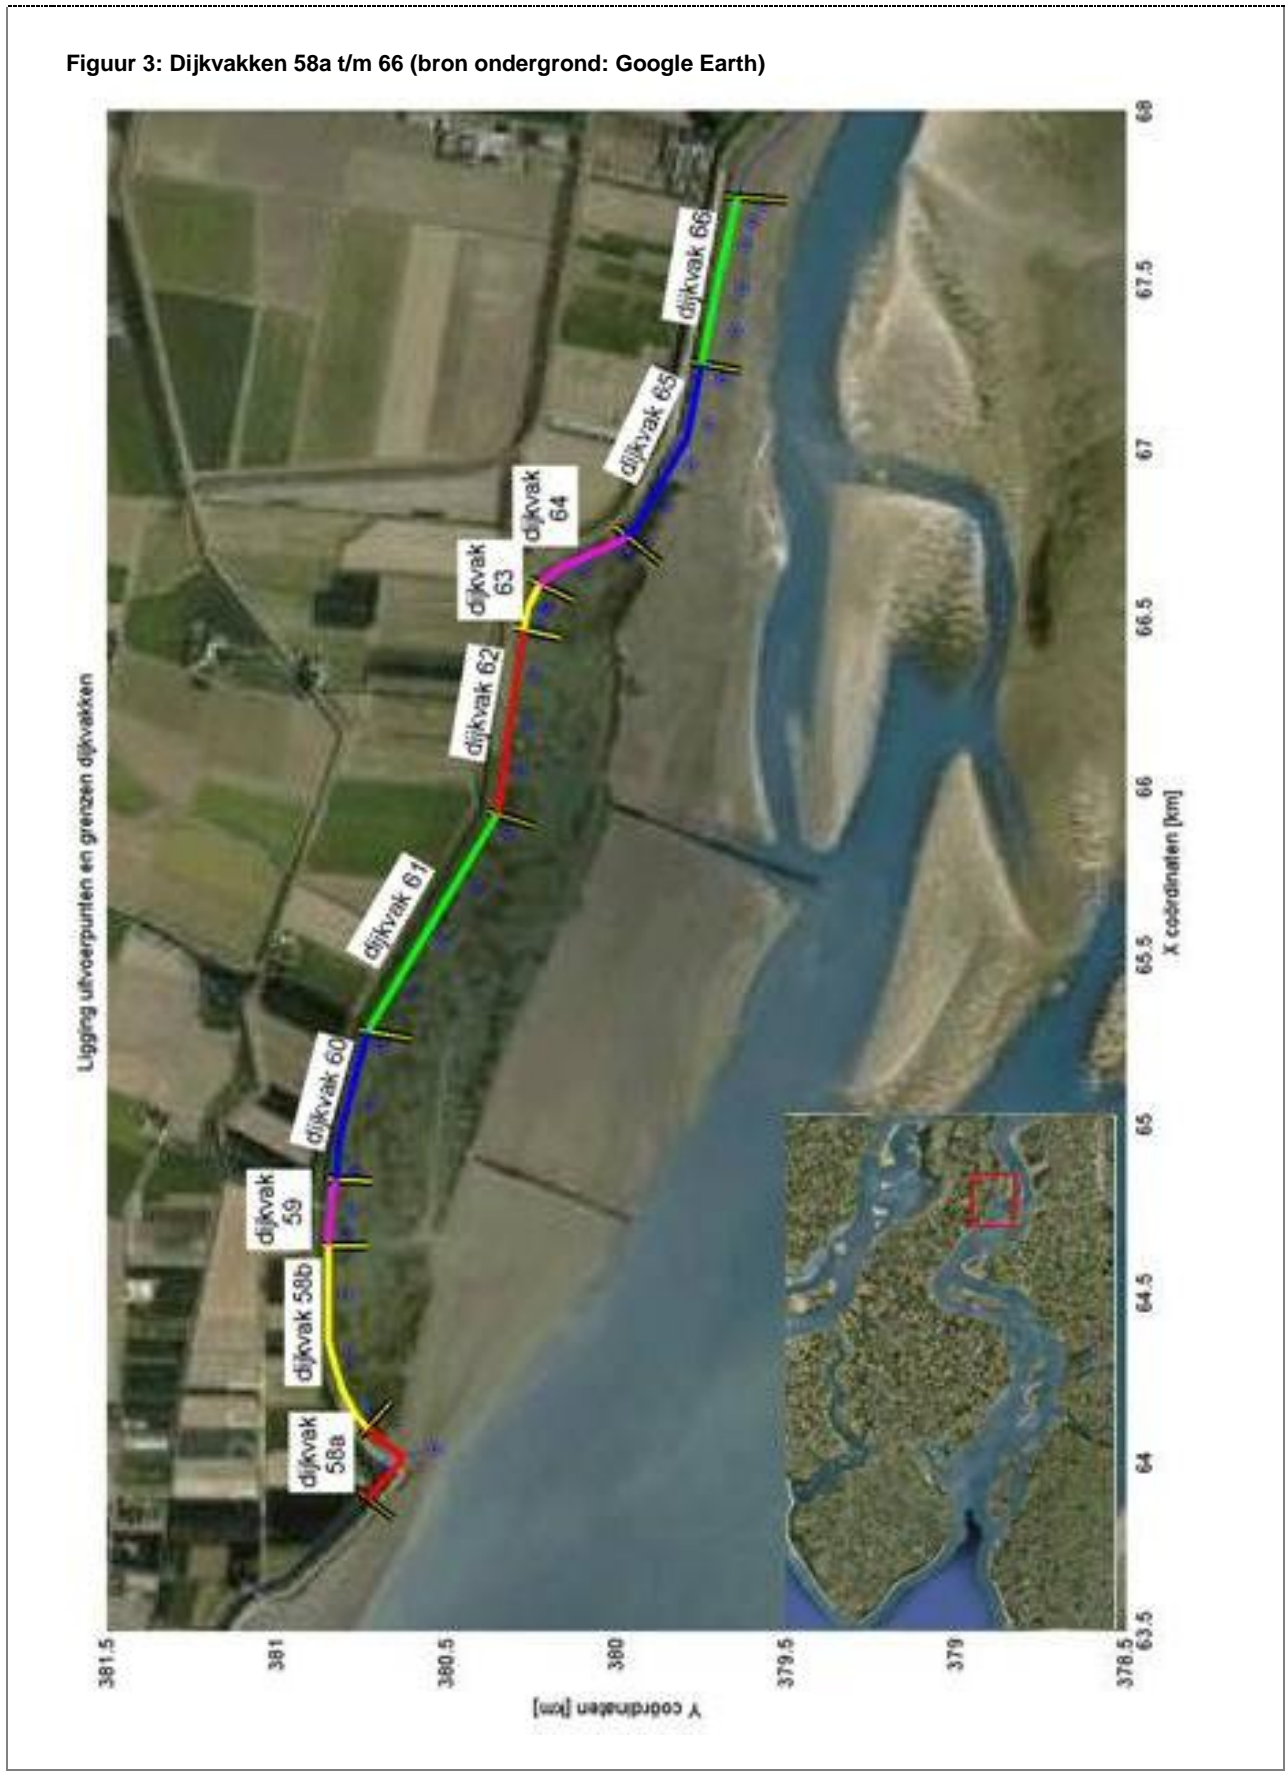 Figuur 3: Dijkvakken 58a t/m 66 (bron ondergrond: Google Earth)
Ligging uitvoerpunten en grenzen dijkvakken
dijkvak
58a
dijkvak 58b
dijkvak
59
dijkvak 60
dijkvak 61
dijkvak 62
dijkvak
63
dijkvak
64
dijkvak 65
dijkvak 66
Y coördinaten [km]
381.5
381
380.5
380
379.5
379
378.5
X coördinaten [km]
63.5
64
64.5
65
65.5
66
66.5
67
67.5
68